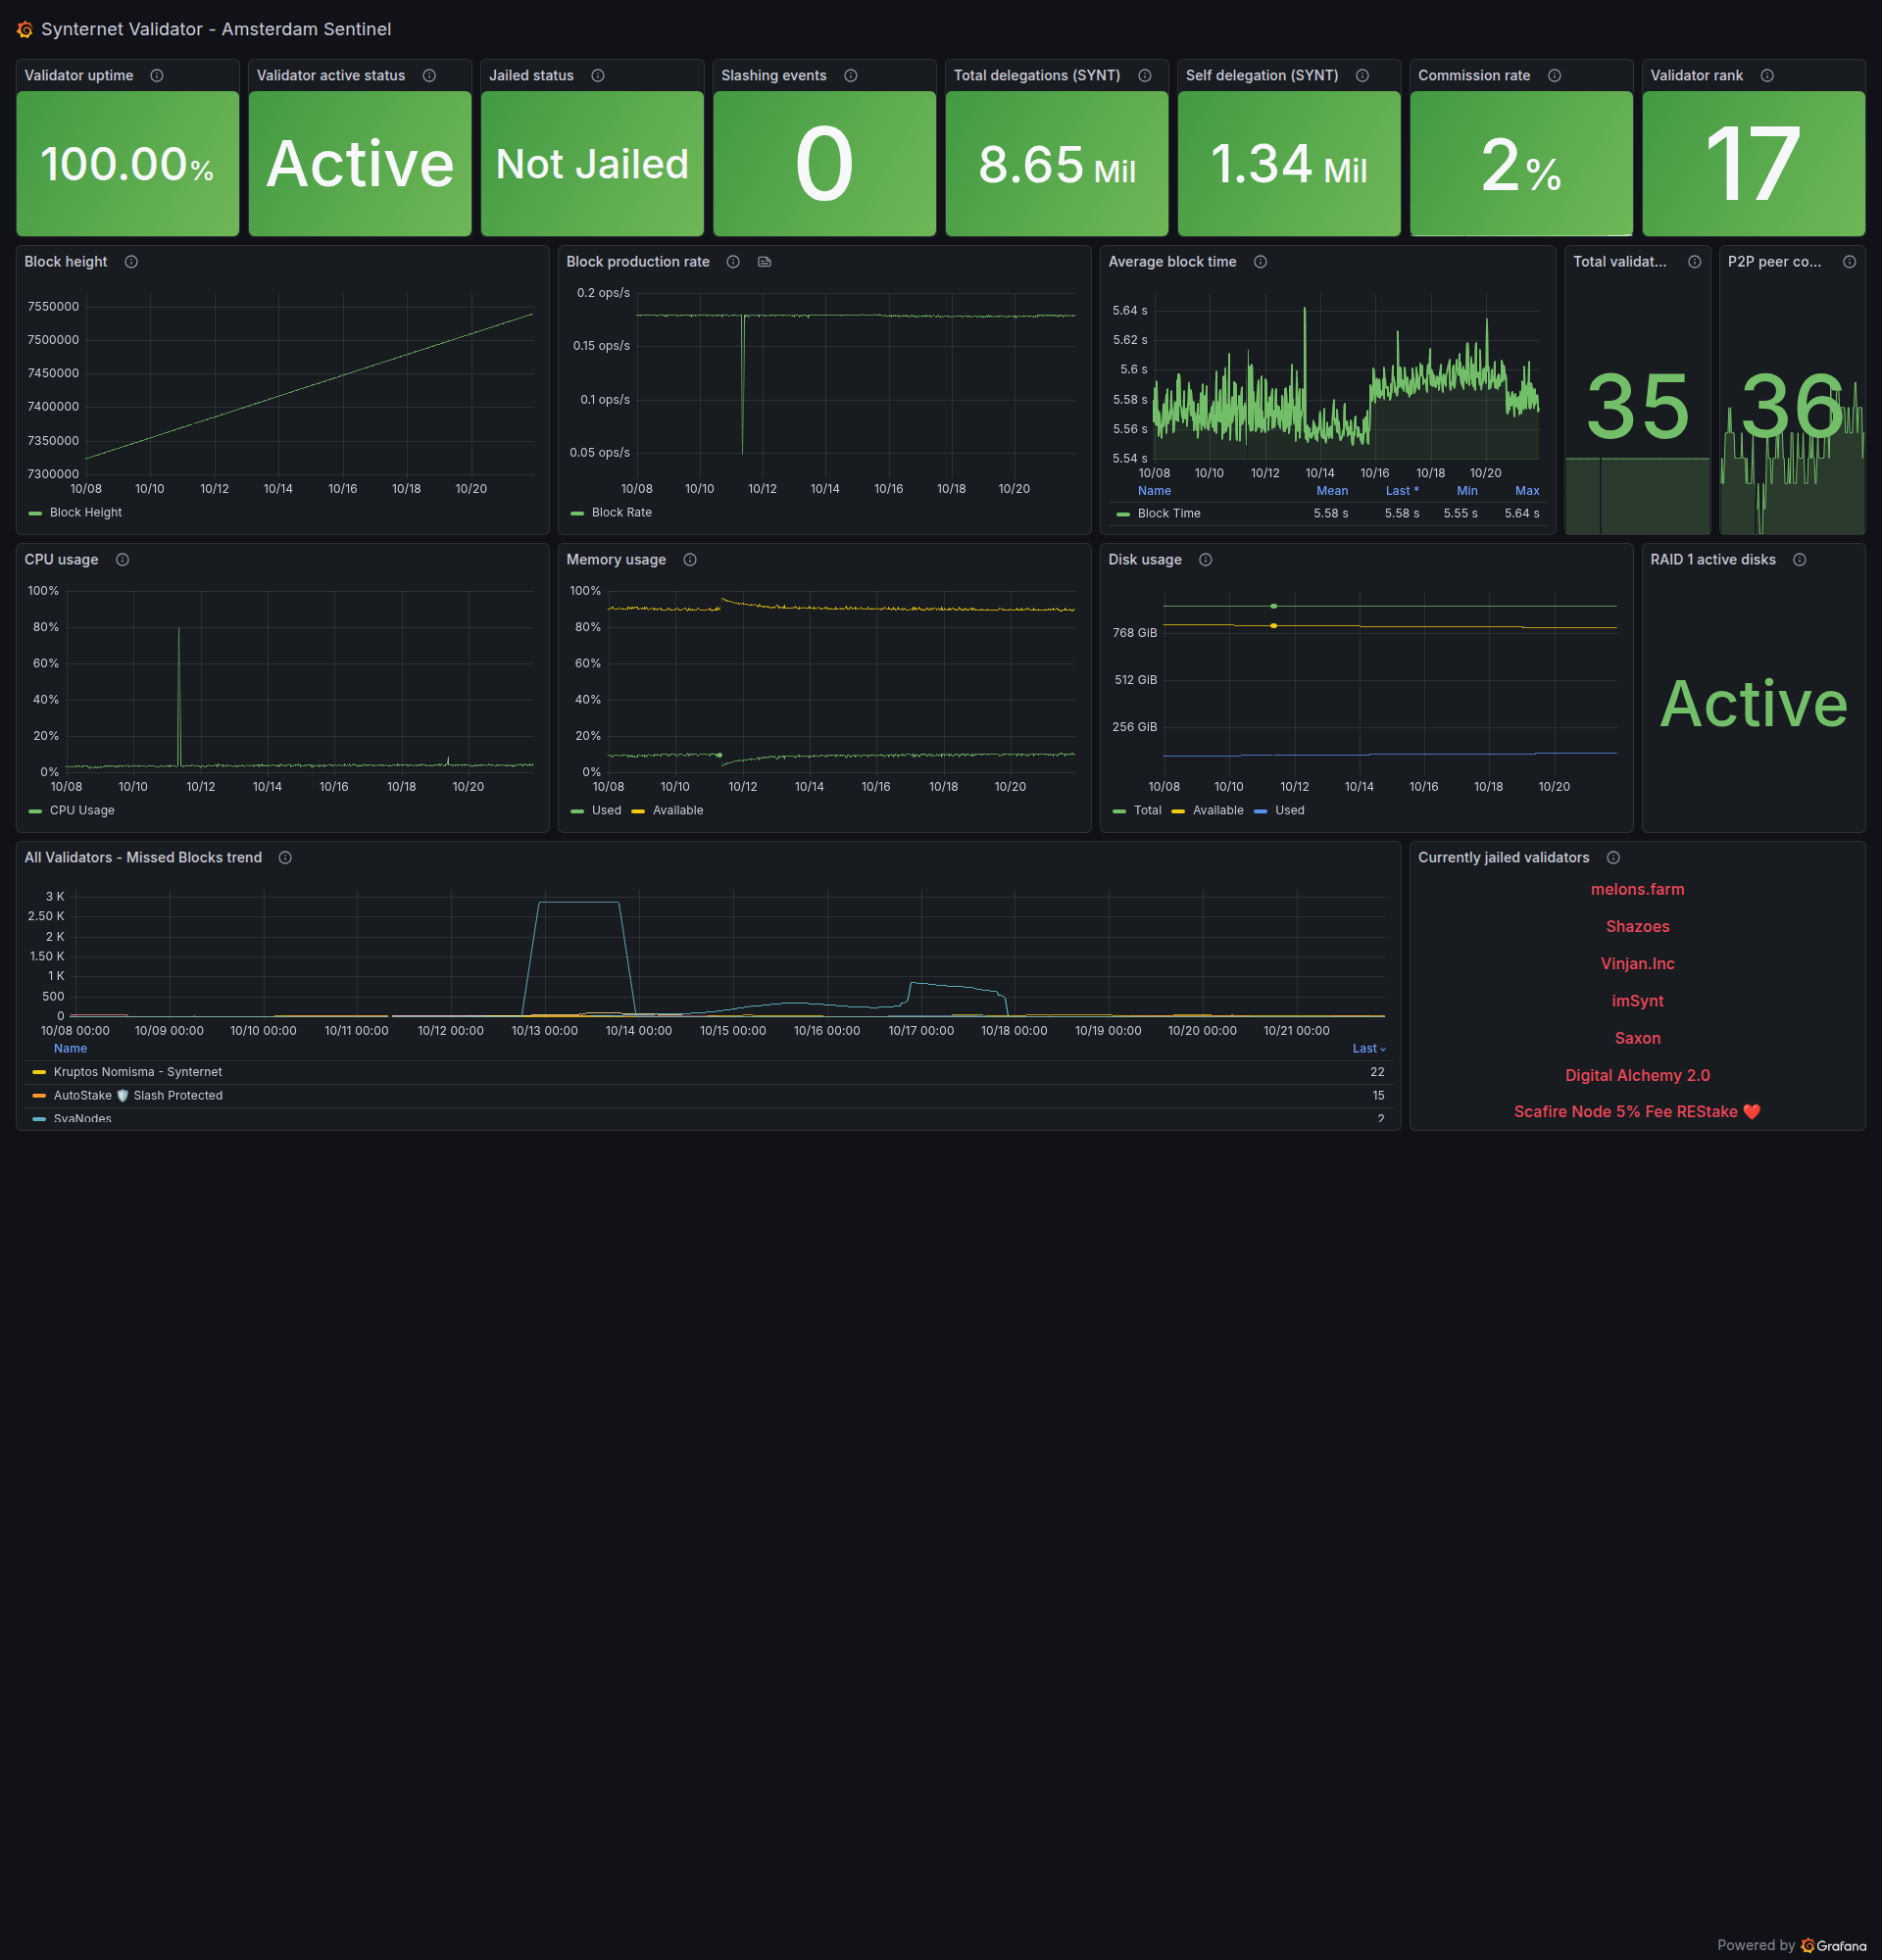 Synternet Validator - Amsterdam Sentinel
Validator uptime
100.00%
Validator active status
Active
Jailed status
Not Jailed
Slashing events
0
Total delegations (SYNT)
8.65 Mil
Self delegation (SYNT)
1.34 Mil
Commission rate
2%
Validator rank
17
Block height
7550000
7500000
7450000
7400000
7350000
7300000
10/08 10/10 10/12 10/14 10/16 10/18 10/20
Block Height
Block production rate
0.2 ops/s
0.15 ops/s
0.1 ops/s
0.05 ops/s
10/08 10/10 10/12 10/14 10/16 10/18 10/20
Block Rate
Average block time
5.64 s
5.62 s
5.6 s
5.58 s
5.56 s
5.54 s
10/08 10/10 10/12 10/14 10/16 10/18 10/20
Name Mean Last * Min Max
Block Time 5.58 s 5.58 s 5.55 s 5.64 s
Total validat...
35
P2P peer co...
36
CPU usage
100%
80%
60%
40%
20%
0%
10/08 10/10 10/12 10/14 10/16 10/18 10/20
CPU Usage
Memory usage
100%
80%
60%
40%
20%
0%
10/08 10/10 10/12 10/14 10/16 10/18 10/20
Used Available
Disk usage
768 GiB
512 GiB
256 GiB
10/08 10/10 10/12 10/14 10/16 10/18 10/20
Total Available Used
RAID 1 active disks
Active
All Validators - Missed Blocks trend
3 K
2.50 K
2 K
1.50 K
1 K
500
0
10/08 00:00 10/09 00:00 10/10 00:00 10/11 00:00 10/12 00:00 10/13 00:00 10/14 00:00 10/15 00:00 10/16 00:00 10/17 00:00 10/18 00:00 10/19 00:00 10/20 00:00 10/21 00:00
Name Last
Kruptos Nomisma - Synternet 22
AutoStake 🛡️ Slash Protected 15
SyaNodes 2
Currently jailed validators
melons.farm
Shazoes
Vinjan.Inc
imSynt
Saxon
Digital Alchemy 2.0
Scafire Node 5% Fee REStake ❤️
Powered by Grafana